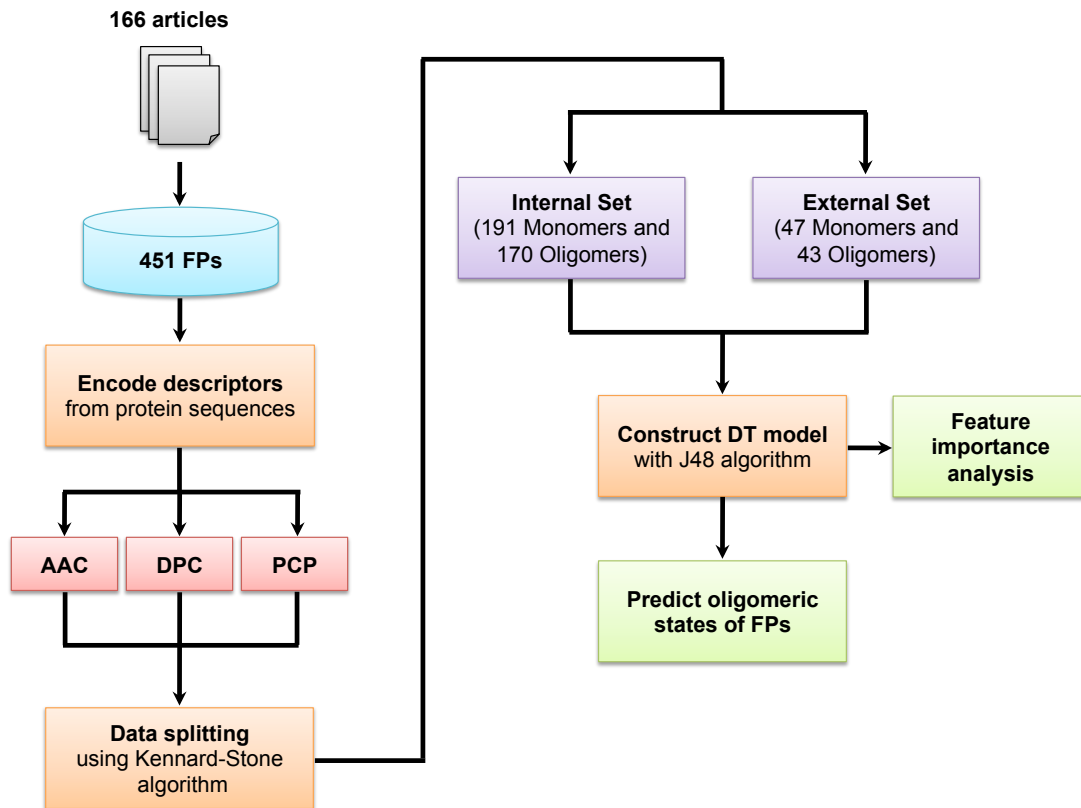 166 articles
451 FPs
Encode descriptors
from protein sequences
AAC
DPC
PCP
Data splitting
using Kennard-Stone
algorithm
Internal Set
(191 Monomers and
170 Oligomers)
External Set
(47 Monomers and
43 Oligomers)
Construct DT model
with J48 algorithm
Feature
importance
analysis
Predict oligomeric
states of FPs